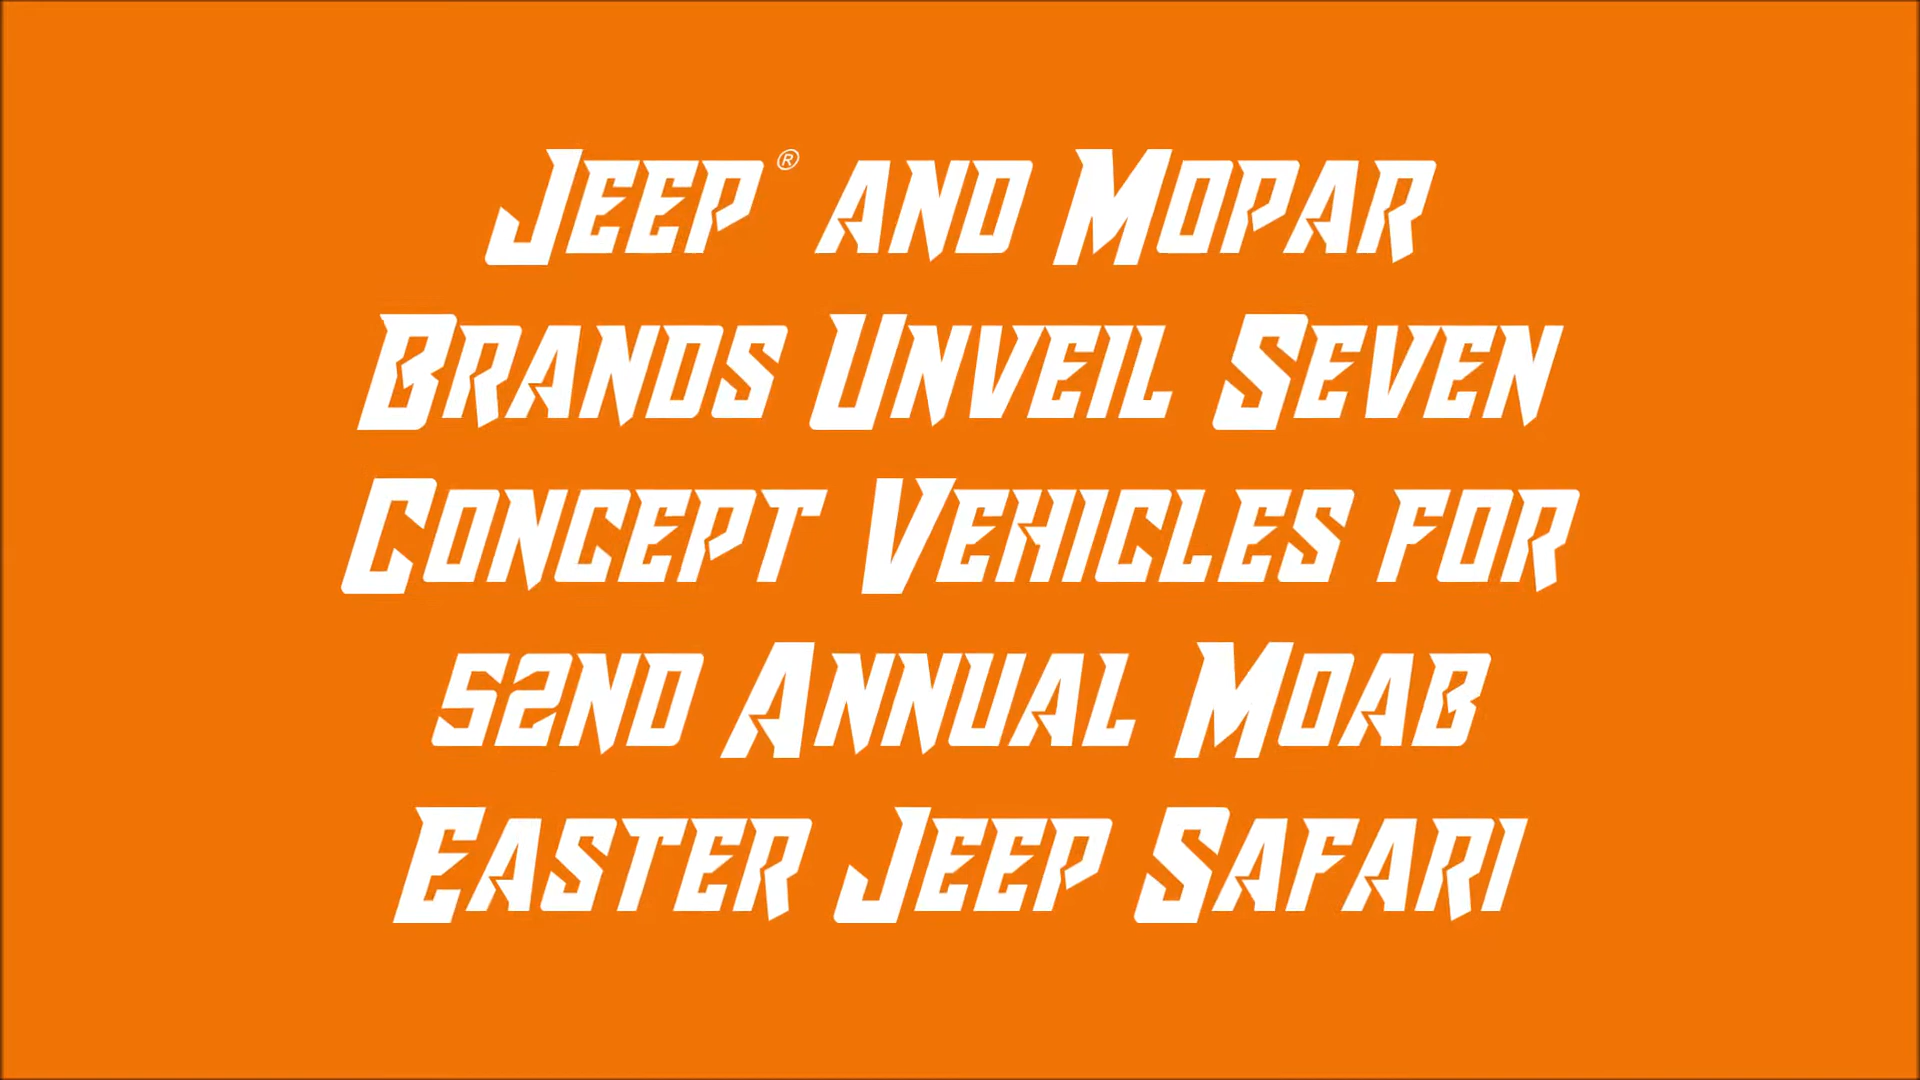 Jeep® and Mopar
Brands Unveil Seven
Concept Vehicles for
52nd Annual Moab
Easter Jeep Safari